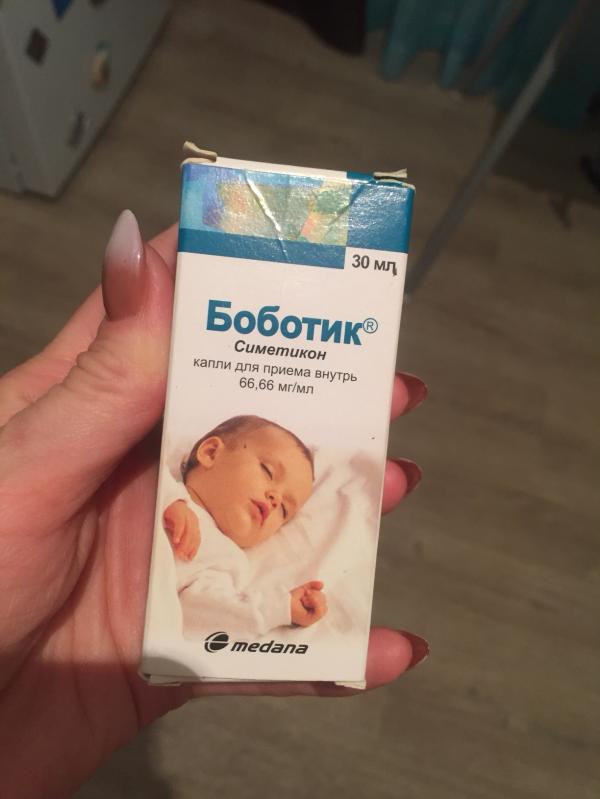 30 мл
Боботик®
Симетикон
капли для приема внутрь
66,66 мг/мл
medana